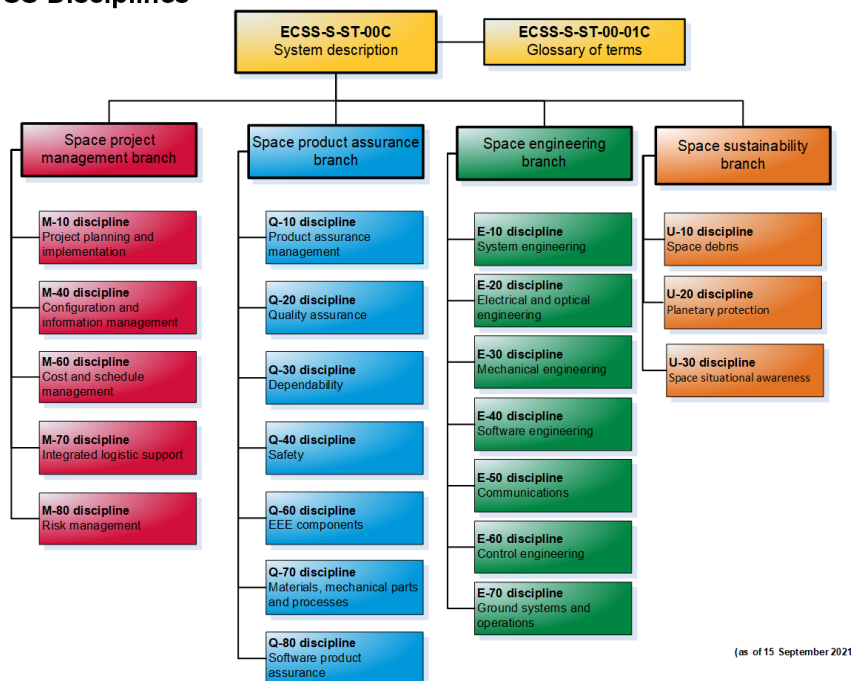 Disciplines
ECSS-S-ST-00C
System description
ECSS-S-ST-00-01C
Glossary of terms
Space project
management branch
Space product assurance
branch
Space engineering
branch
Space sustainability
branch
M-10 discipline
Project planning and
implementation
M-40 discipline
Configuration and
information management
M-60 discipline
Cost and schedule
management
M-70 discipline
Integrated logistic support
M-80 discipline
Risk management
Q-10 discipline
Product assurance
management
Q-20 discipline
Quality assurance
Q-30 discipline
Dependability
Q-40 discipline
Safety
Q-60 discipline
EEE components
Q-70 discipline
Materials, mechanical parts
and processes
Q-80 discipline
Software product
assurance
E-10 discipline
System engineering
E-20 discipline
Electrical and optical
engineering
E-30 discipline
Mechanical engineering
E-40 discipline
Software engineering
E-50 discipline
Communications
E-60 discipline
Control engineering
E-70 discipline
Ground systems and
operations
U-10 discipline
Space debris
U-20 discipline
Planetary protection
U-30 discipline
Space situational awareness
(as of 15 September 2021